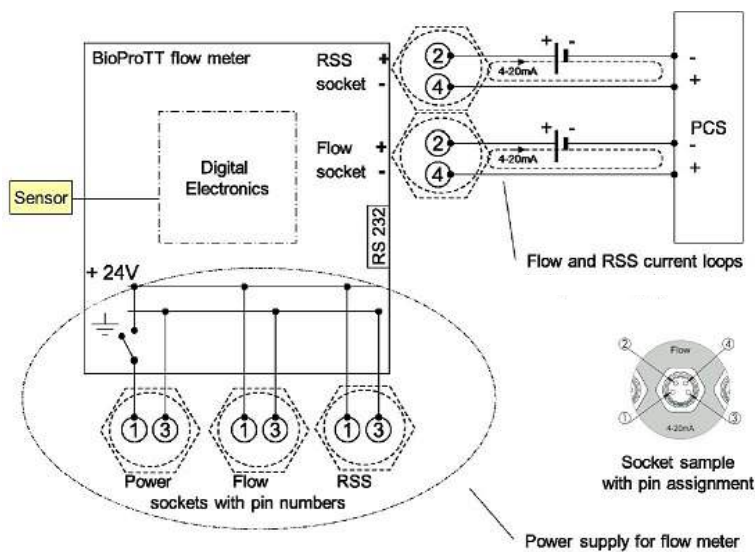 BioProTT flow meter
RSS +
socket -
2
4
+ -
4-20mA
-
+
PCS
Flow +
socket -
2
4
+ -
4-20mA
-
+
Digital
Electronics
Sensor
RS 232
Flow and RSS current loops
+ 24V
1 3
1 3
1 3
Power Flow RSS
sockets with pin numbers
2 4
Flow
1 3
4-20mA
Socket sample
with pin assignment
Power supply for flow meter